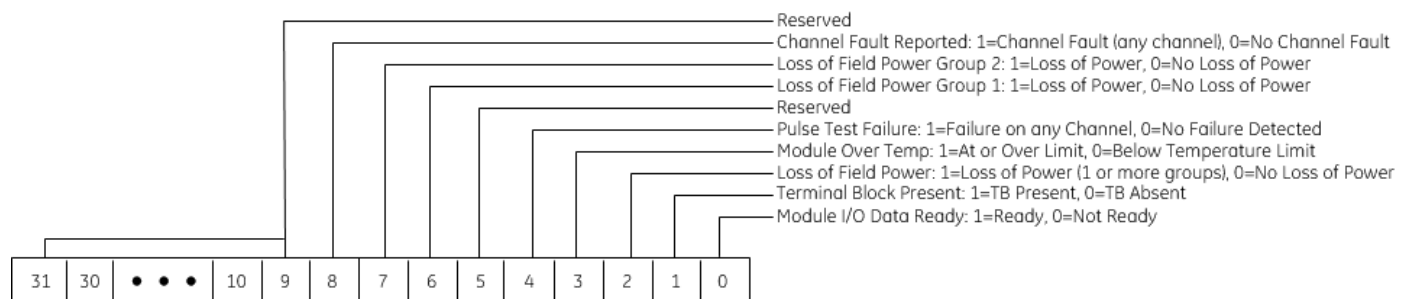 Reserved
Channel Fault Reported: 1=Channel Fault (any channel), 0=No Channel Fault
Loss of Field Power Group 2: 1=Loss of Power, 0=No Loss of Power
Loss of Field Power Group 1: 1=Loss of Power, 0=No Loss of Power
Reserved
Pulse Test Failure: 1=Failure on any Channel, 0=No Failure Detected
Module Over Temp: 1=At or Over Limit, 0=Below Temperature Limit
Loss of Field Power: 1=Loss of Power (1 or more groups), 0=No Loss of Power
Terminal Block Present: 1=TB Present, 0=TB Absent
Module I/O Data Ready: 1=Ready, 0=Not Ready
31 30 • • • 10 9 8 7 6 5 4 3 2 1 0